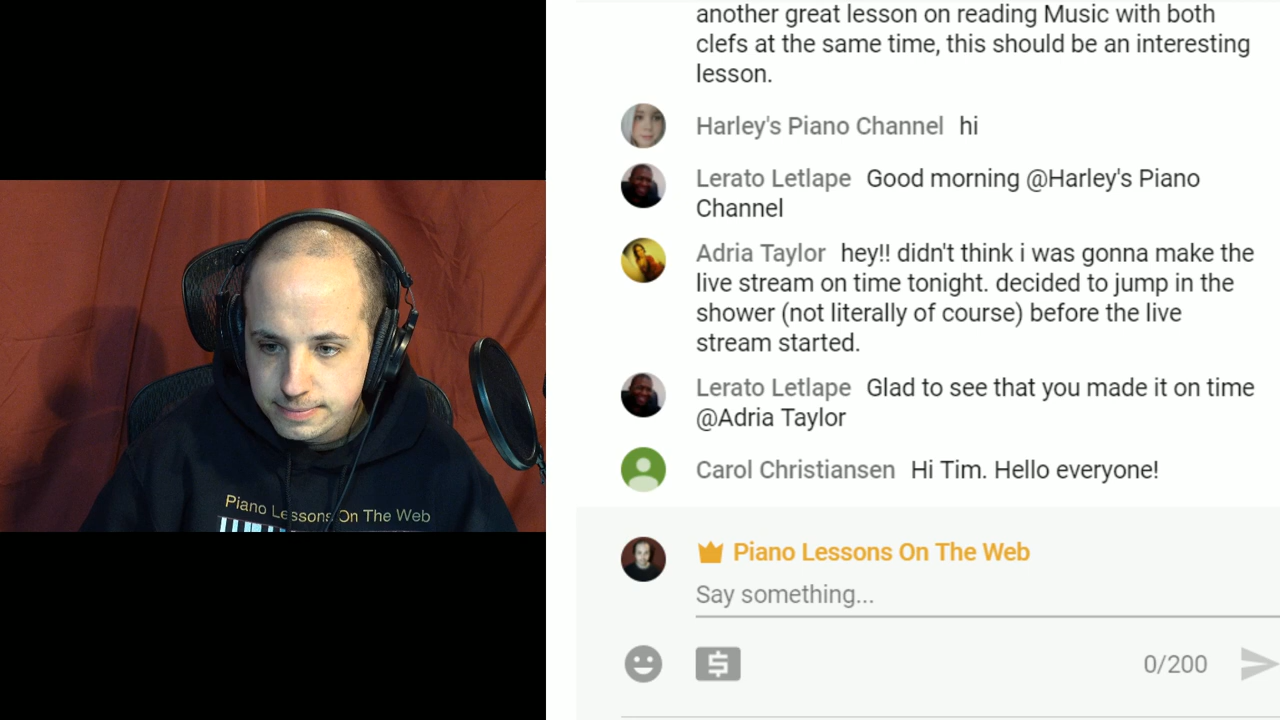 another great lesson on reading Music with both
clefs at the same time, this should be an interesting
lesson.
Harley's Piano Channel hi
Lerato Letlape Good morning @Harley's Piano
Channel
Adria Taylor hey!! didn't think i was gonna make the
live stream on time tonight. decided to jump in the
shower (not literally of course) before the live
stream started.
Lerato Letlape Glad to see that you made it on time
@Adria Taylor
Carol Christiansen Hi Tim. Hello everyone!
Piano Lessons On The Web
Say something...
0/200
Piano Lessons On The Web